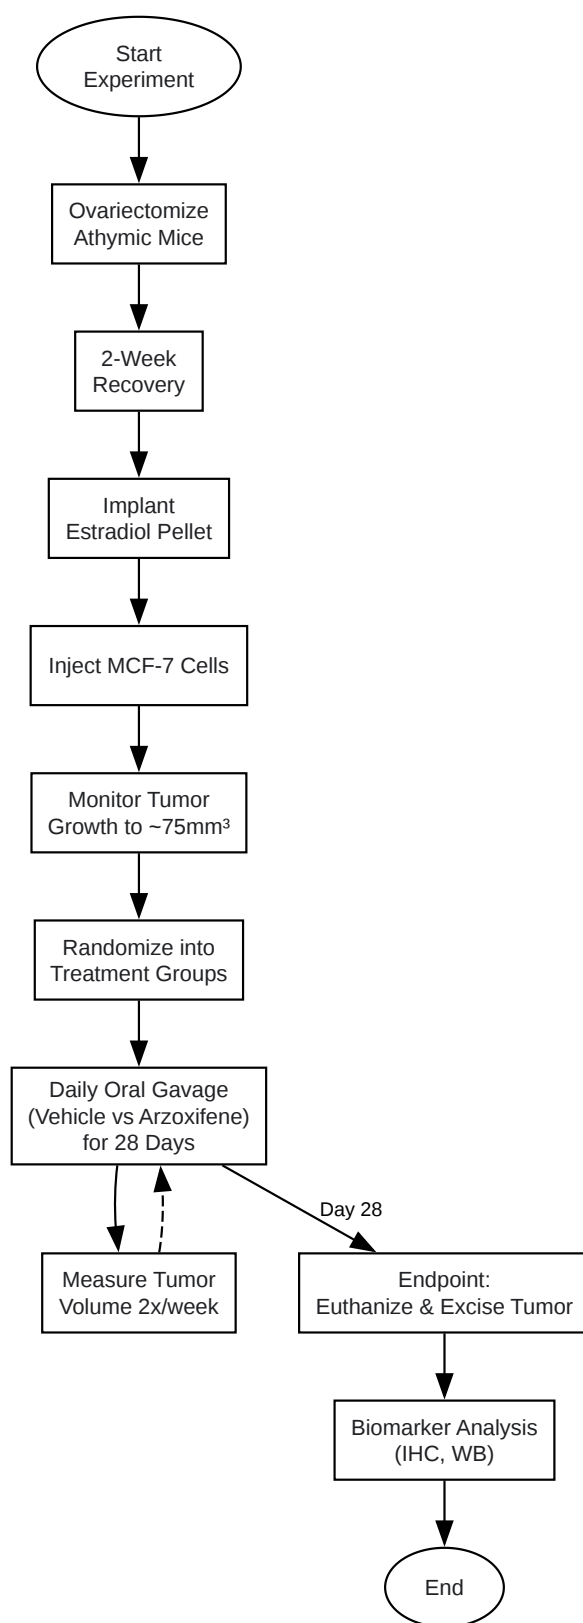 Start
Experiment
Ovariectomize
Athymic Mice
2-Week
Recovery
Implant
Estradiol Pellet
Inject MCF-7 Cells
Monitor Tumor
Growth to ~75mm³
Randomize into
Treatment Groups
Daily Oral Gavage
(Vehicle vs Arzoxifene)
for 28 Days
Day 28
Measure Tumor
Volume 2x/week
Endpoint:
Euthanize & Excise Tumor
Biomarker Analysis
(IHC, WB)
End